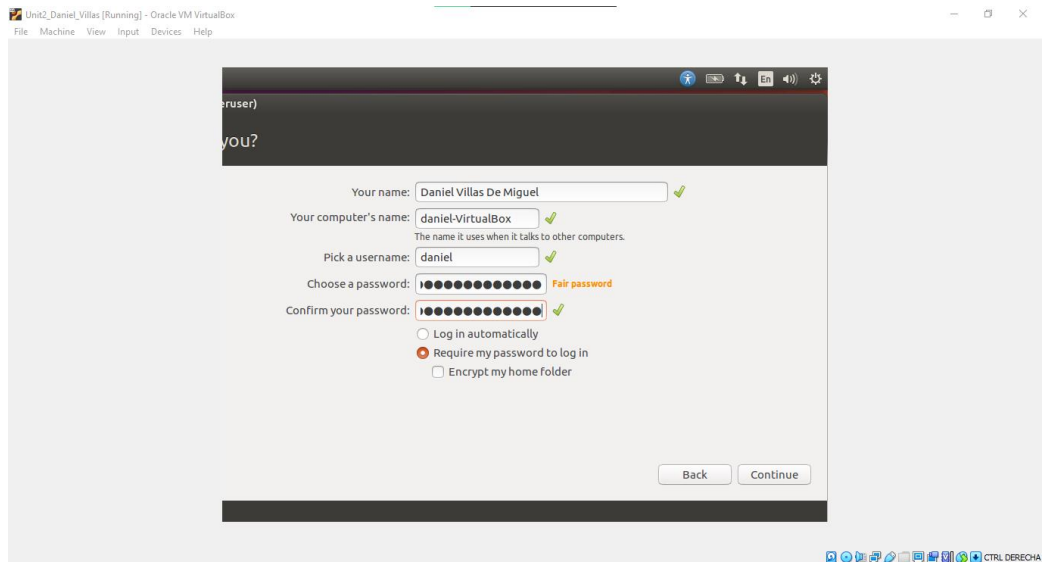 Unit2_Daniel_Villas [Running] - Oracle VM VirtualBox
File Machine View Input Devices Help
En
eruser)
you?
Your name: Daniel Villas De Miguel
Your computer's name: daniel-VirtualBox
The name it uses when it talks to other computers.
Pick a username: daniel
Choose a password: Fair password
Confirm your password:
Log in automatically
Require my password to log in
Encrypt my home folder
Back Continue
CTRL DERECHA